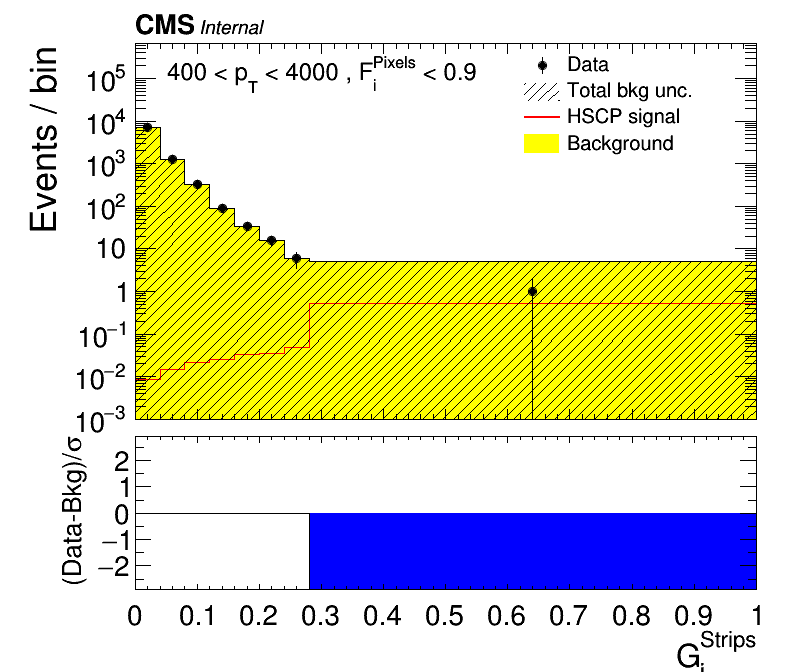 CMS Internal
400 < p_T < 4000 , F_i^Pixels < 0.9
Data
Total bkg unc.
HSCP signal
Background
Events / bin
10^5
10^4
10^3
10^2
10
1
10^−1
10^−2
10^−3
(Data-Bkg)/σ
2
1
0
−1
−2
0 0.1 0.2 0.3 0.4 0.5 0.6 0.7 0.8 0.9 1
G_i^Strips